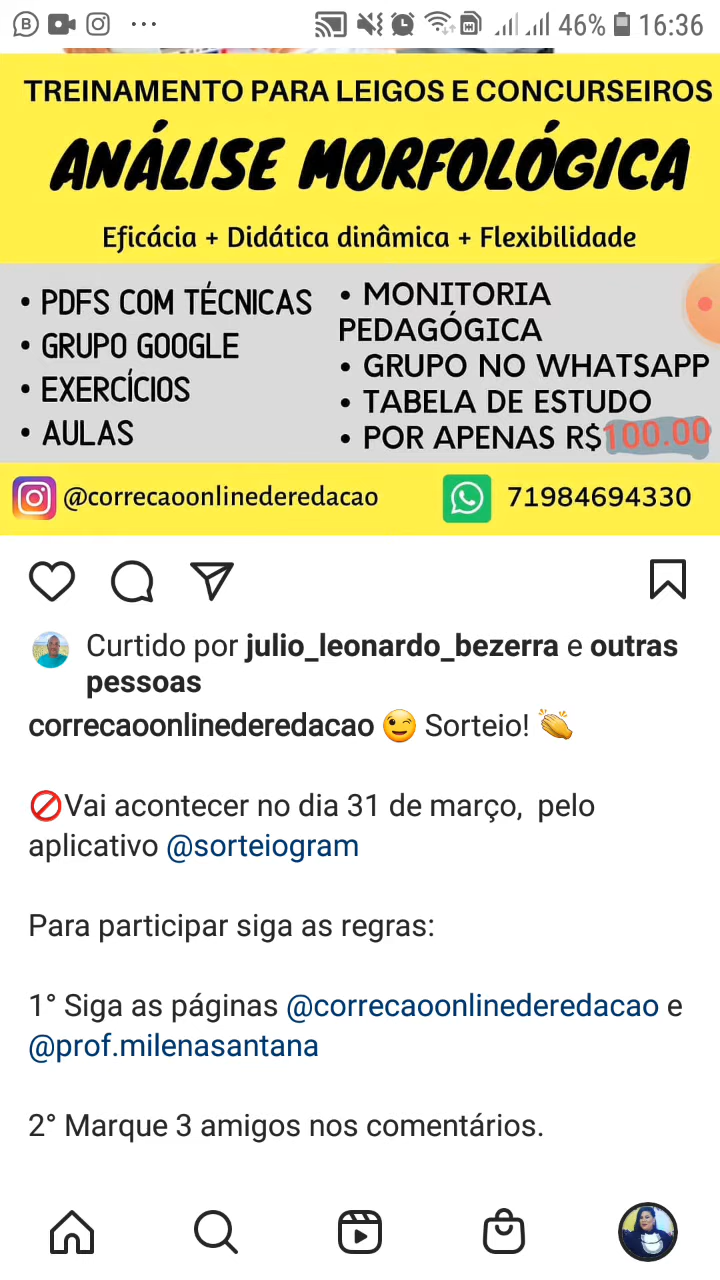 46% 16:36
TREINAMENTO PARA LEIGOS E CONCURSEIROS
ANÁLISE MORFOLÓGICA
Eficácia + Didática dinâmica + Flexibilidade
• PDFS COM TÉCNICAS
• GRUPO GOOGLE
• EXERCÍCIOS
• AULAS
• MONITORIA
PEDAGÓGICA
• GRUPO NO WHATSAPP
• TABELA DE ESTUDO
• POR APENAS R$100.00
@correcaoonlinederedacao 71984694330
Curtido por julio_leonardo_bezerra e outras
pessoas
correcaoonlinederedacao 😉 Sorteio! 👏
🚫Vai acontecer no dia 31 de março, pelo
aplicativo @sorteiogram
Para participar siga as regras:
1° Siga as páginas @correcaoonlinederedacao e
@prof.milenasantana
2° Marque 3 amigos nos comentários.